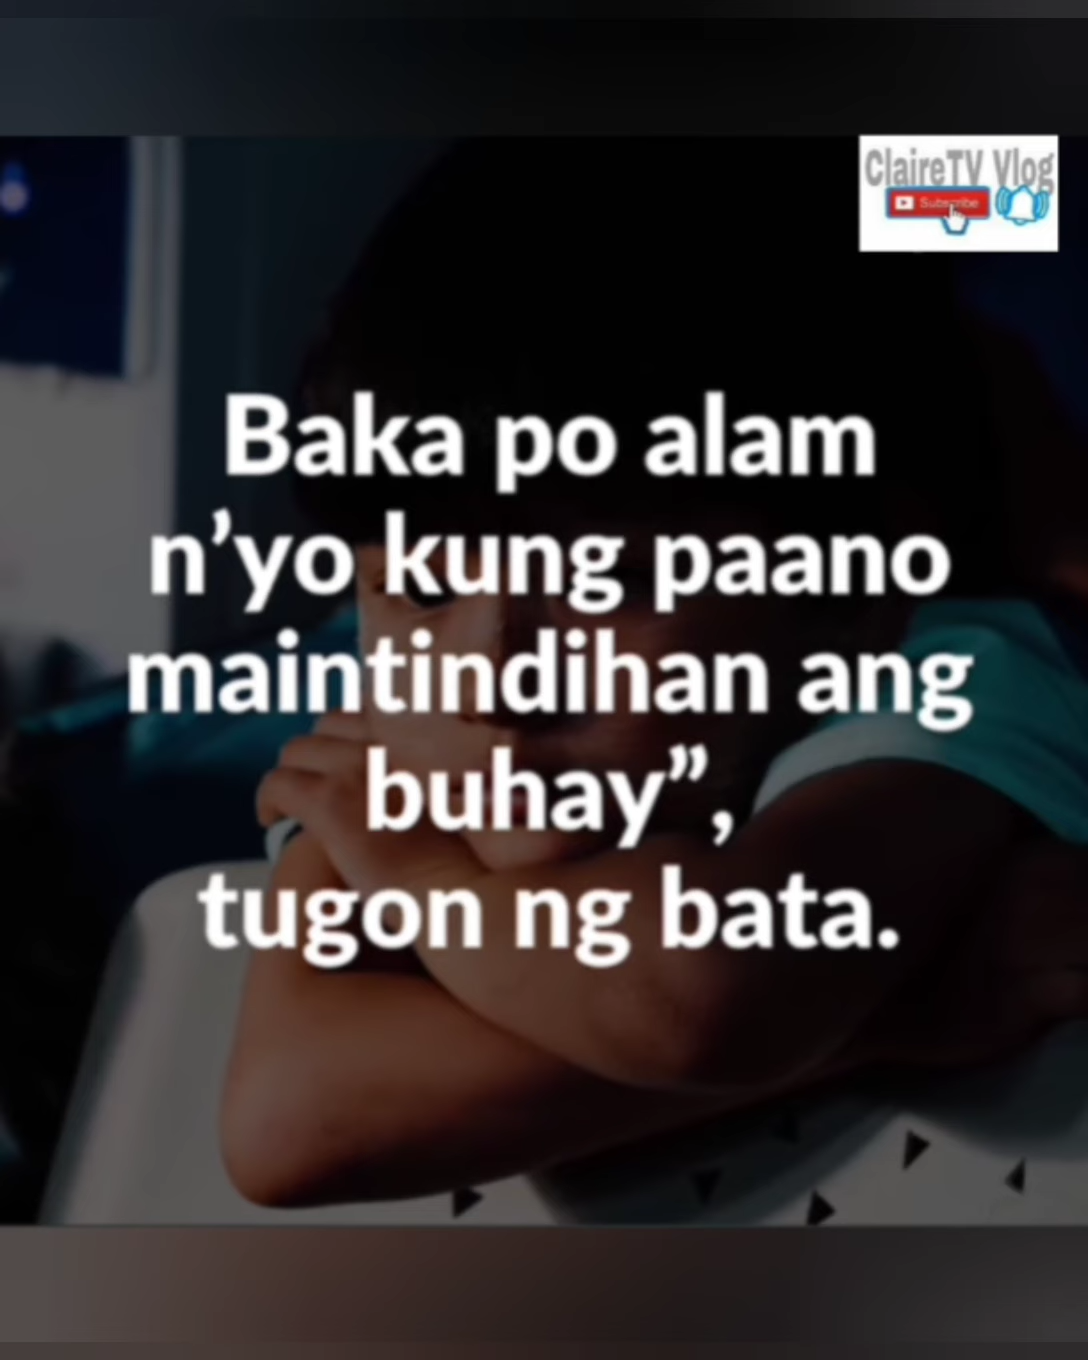 ClaireTV Vlog
Subscribe
Baka po alam
n’yo kung paano
maintindihan ang
buhay”,
tugon ng bata.